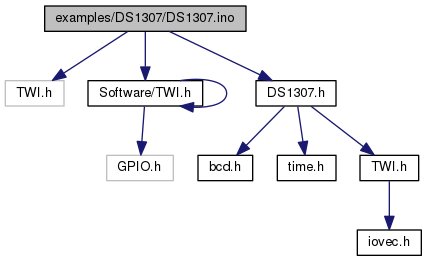 examples/DS1307/DS1307.ino
TWI.h
Software/TWI.h
DS1307.h
GPIO.h
bcd.h
time.h
TWI.h
iovec.h